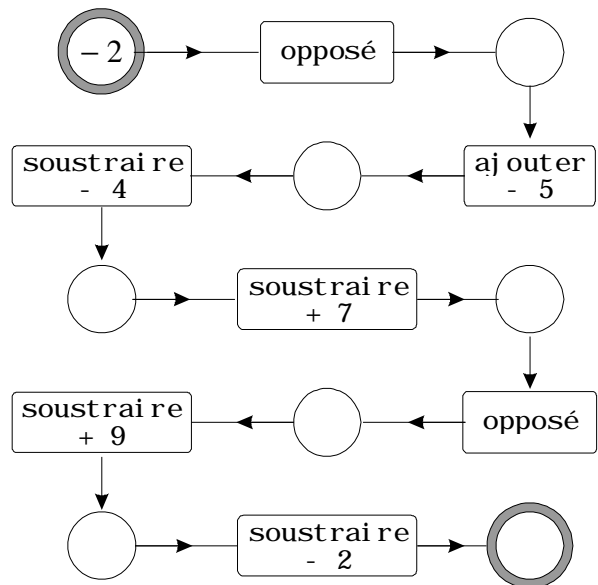 – 2
opposé
soustraire
- 4
ajouter
- 5
soustraire
+ 7
soustraire
+ 9
opposé
soustraire
- 2